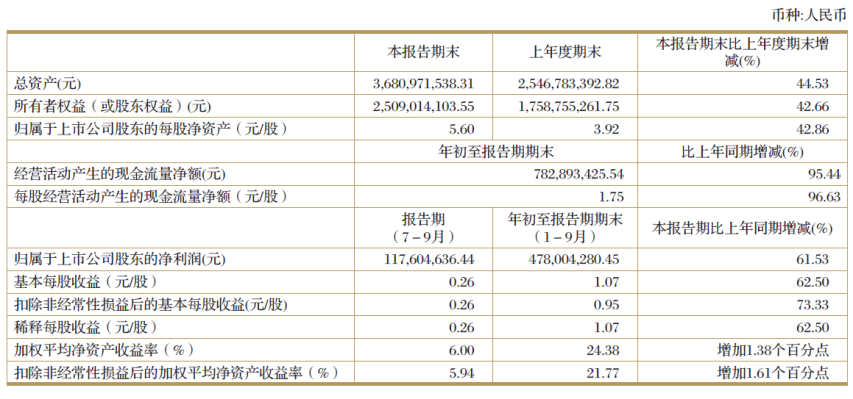 币种:人民币
本报告期末 上年度期末 本报告期末比上年度期末增
减(%)
总资产(元) 3,680,971,538.31 2,546,783,392.82 44.53
所有者权益（或股东权益）(元) 2,509,014,103.55 1,758,755,261.75 42.66
归属于上市公司股东的每股净资产（元/股） 5.60 3.92 42.86
年初至报告期期末 比上年同期增减(%)
经营活动产生的现金流量净额(元) 782,893,425.54 95.44
每股经营活动产生的现金流量净额（元/股） 1.75 96.63
报告期 年初至报告期期末 本报告期比上年同期增减(%)
（7－9月） （1－9月）
归属于上市公司股东的净利润(元) 117,604,636.44 478,004,280.45 61.53
基本每股收益（元/股） 0.26 1.07 62.50
扣除非经常性损益后的基本每股收益(元/股) 0.26 0.95 73.33
稀释每股收益（元/股） 0.26 1.07 62.50
加权平均净资产收益率（%） 6.00 24.38 增加1.38个百分点
扣除非经常性损益后的加权平均净资产收益率（%） 5.94 21.77 增加1.61个百分点